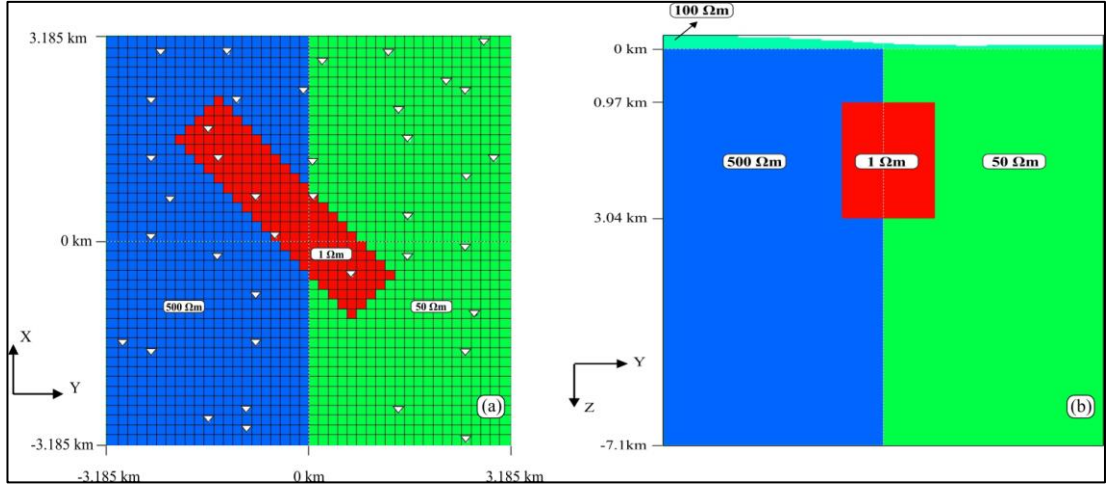 3.185 km
0 km
-3.185 km
500 Ωm
1 Ωm
50 Ωm
X
Y
(a)
-3.185 km
0 km
3.185 km
100 Ωm
0 km
0.97 km
3.04 km
-7.1km
500 Ωm
1 Ωm
50 Ωm
Y
Z
(b)